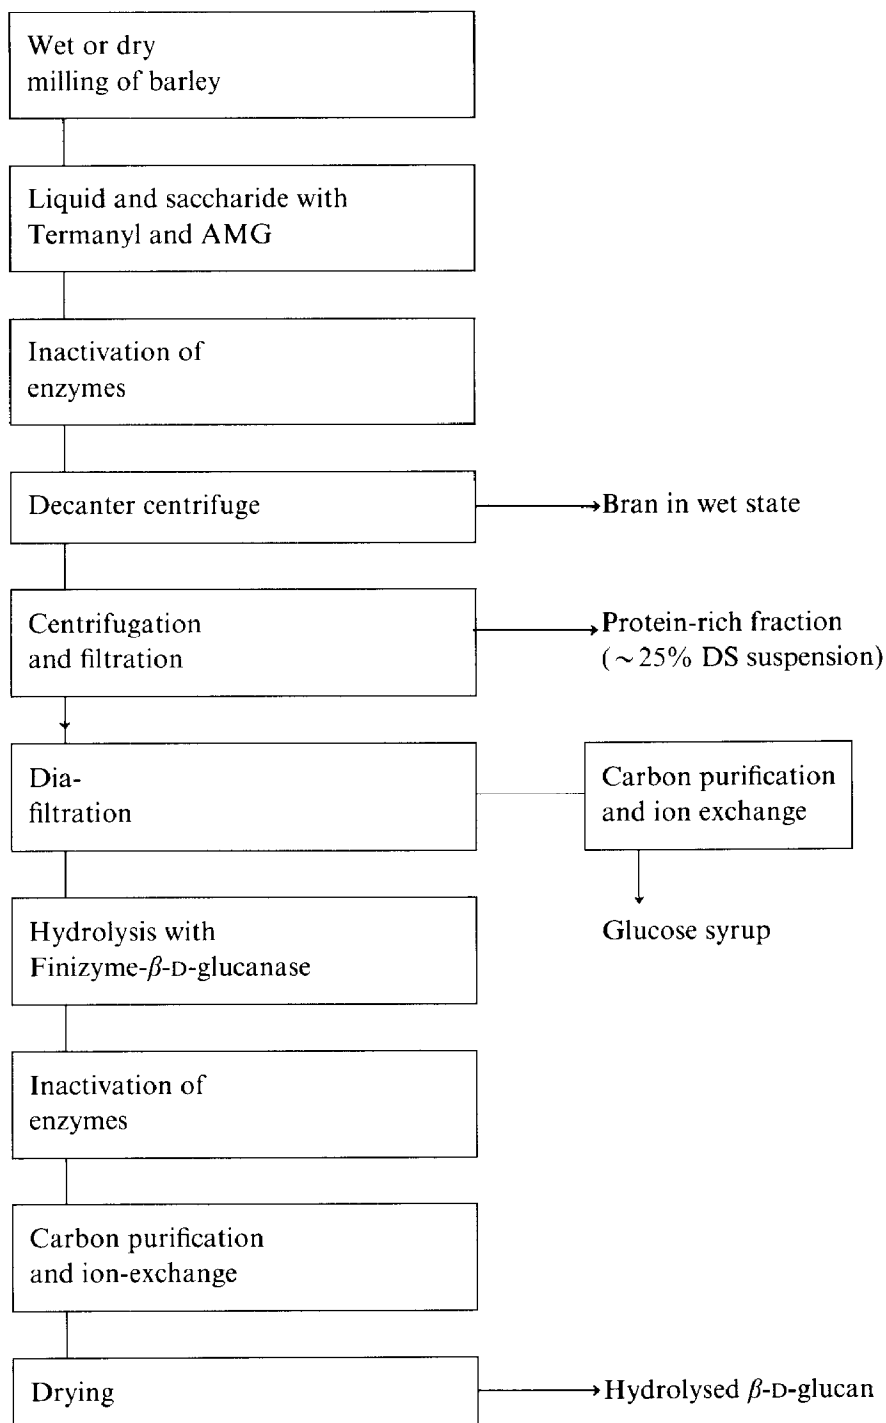 Wet or dry
milling of barley
Liquid and saccharide with
Termanyl and AMG
Inactivation of
enzymes
Decanter centrifuge
Bran in wet state
Centrifugation
and filtration
Protein-rich fraction
(~25% DS suspension)
Dia-
filtration
Carbon purification
and ion exchange
Glucose syrup
Hydrolysis with
Finizyme-β-D-glucanase
Inactivation of
enzymes
Carbon purification
and ion-exchange
Drying
Hydrolysed β-D-glucan